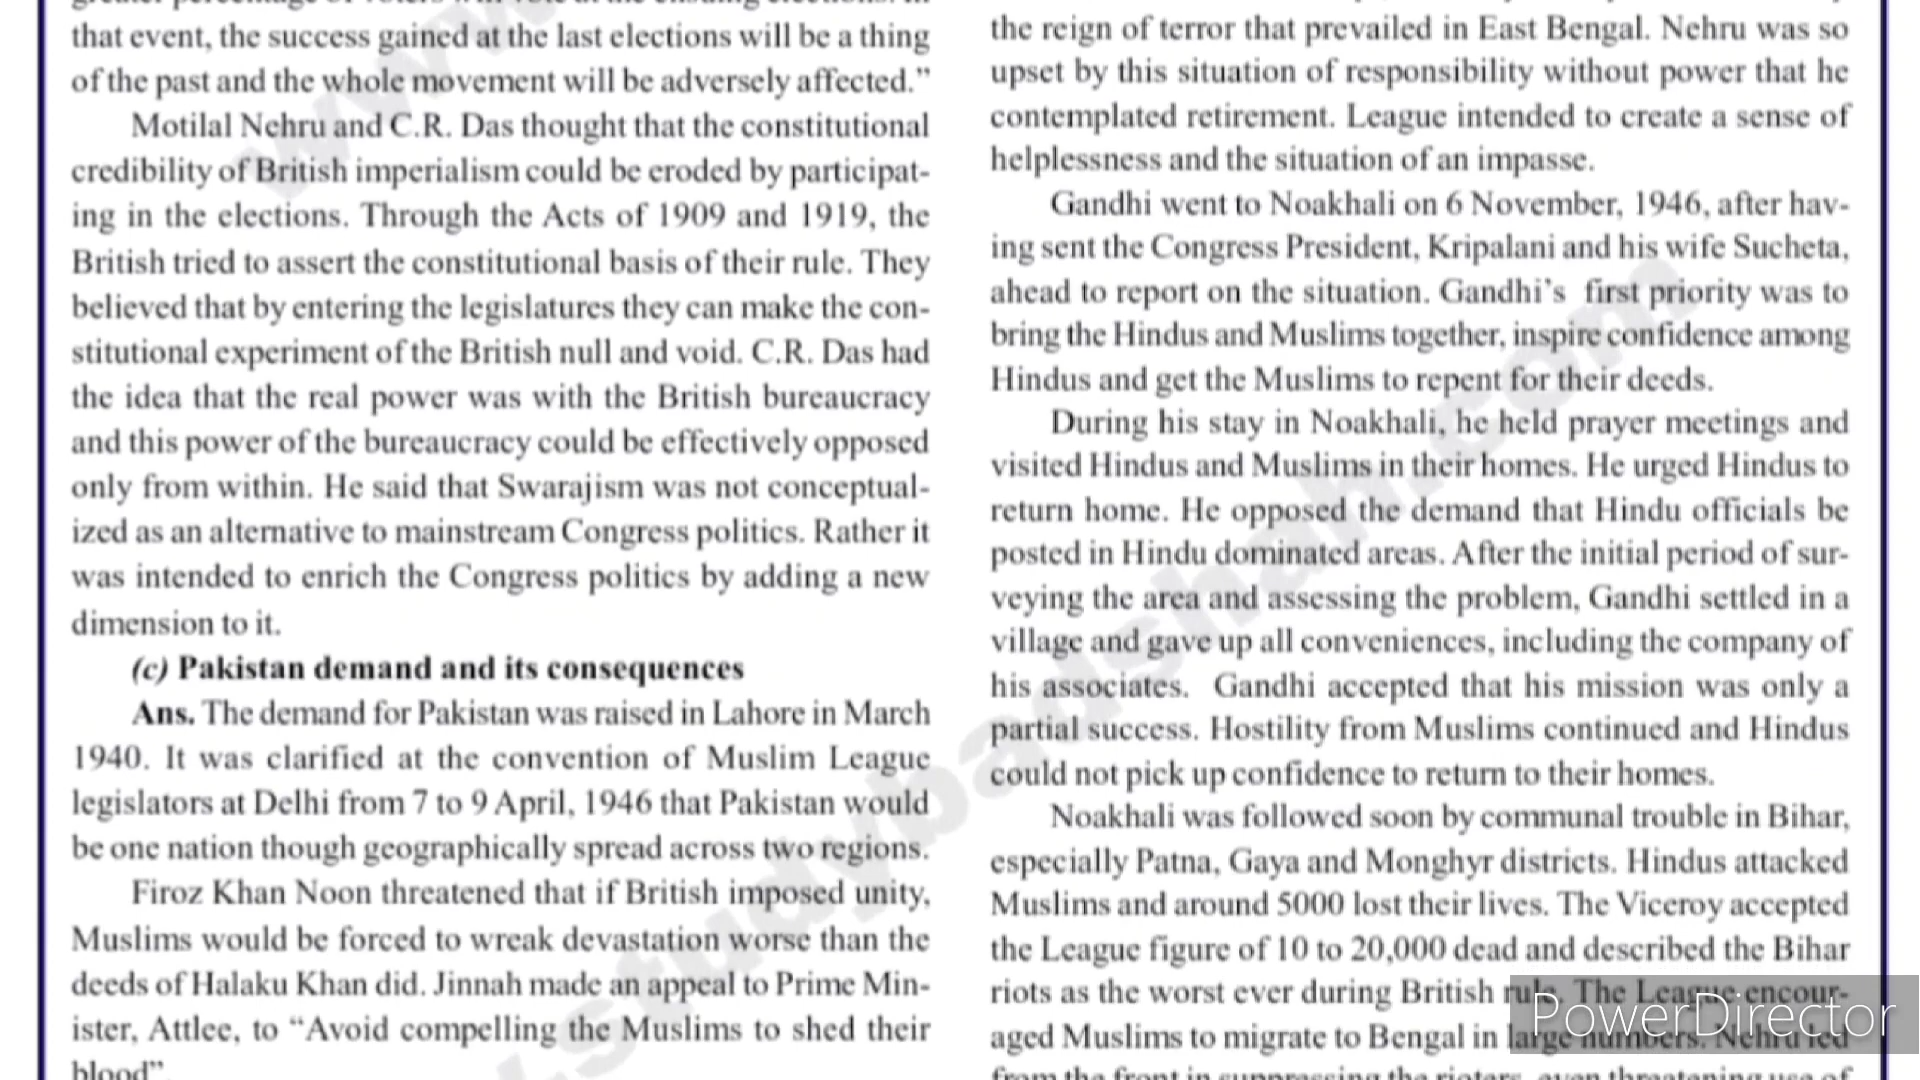 that event, the success gained at the last elections will be a thing
of the past and the whole movement will be adversely affected.”
Motilal Nehru and C.R. Das thought that the constitutional
credibility of British imperialism could be eroded by participat-
ing in the elections. Through the Acts of 1909 and 1919, the
British tried to assert the constitutional basis of their rule. They
believed that by entering the legislatures they can make the con-
stitutional experiment of the British null and void. C.R. Das had
the idea that the real power was with the British bureaucracy
and this power of the bureaucracy could be effectively opposed
only from within. He said that Swarajism was not conceptual-
ized as an alternative to mainstream Congress politics. Rather it
was intended to enrich the Congress politics by adding a new
dimension to it.
(c) Pakistan demand and its consequences
Ans. The demand for Pakistan was raised in Lahore in March
1940. It was clarified at the convention of Muslim League
legislators at Delhi from 7 to 9 April, 1946 that Pakistan would
be one nation though geographically spread across two regions.
Firoz Khan Noon threatened that if British imposed unity,
Muslims would be forced to wreak devastation worse than the
deeds of Halaku Khan did. Jinnah made an appeal to Prime Min-
ister, Attlee, to “Avoid compelling the Muslims to shed their
blood”.
the reign of terror that prevailed in East Bengal. Nehru was so
upset by this situation of responsibility without power that he
contemplated retirement. League intended to create a sense of
helplessness and the situation of an impasse.
Gandhi went to Noakhali on 6 November, 1946, after hav-
ing sent the Congress President, Kripalani and his wife Sucheta,
ahead to report on the situation. Gandhi’s first priority was to
bring the Hindus and Muslims together, inspire confidence among
Hindus and get the Muslims to repent for their deeds.
During his stay in Noakhali, he held prayer meetings and
visited Hindus and Muslims in their homes. He urged Hindus to
return home. He opposed the demand that Hindu officials be
posted in Hindu dominated areas. After the initial period of sur-
veying the area and assessing the problem, Gandhi settled in a
village and gave up all conveniences, including the company of
his associates. Gandhi accepted that his mission was only a
partial success. Hostility from Muslims continued and Hindus
could not pick up confidence to return to their homes.
Noakhali was followed soon by communal trouble in Bihar,
especially Patna, Gaya and Monghyr districts. Hindus attacked
Muslims and around 5000 lost their lives. The Viceroy accepted
the League figure of 10 to 20,000 dead and described the Bihar
riots as the worst ever during British rule. The League encour-
aged Muslims to migrate to Bengal in large numbers. Nehru led
from the front in suppressing the rioters, even threatening use of
www.studybadshah.com
PowerDirector